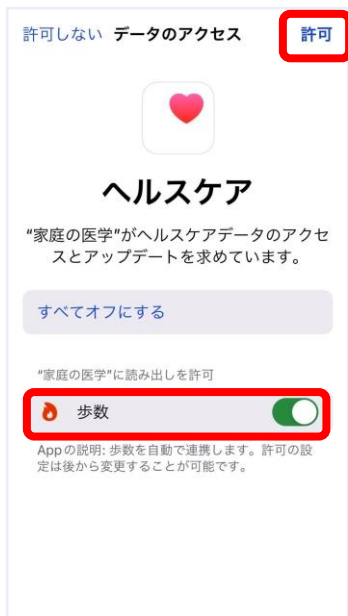 許可しない データのアクセス 許可
ヘルスケア
“家庭の医学”がヘルスケアデータのアクセ
スとアップデートを求めています。
すべてオフにする
“家庭の医学”に読み出しを許可
歩数
Appの説明: 歩数を自動で連携します。許可の設
定は後から変更することが可能です。